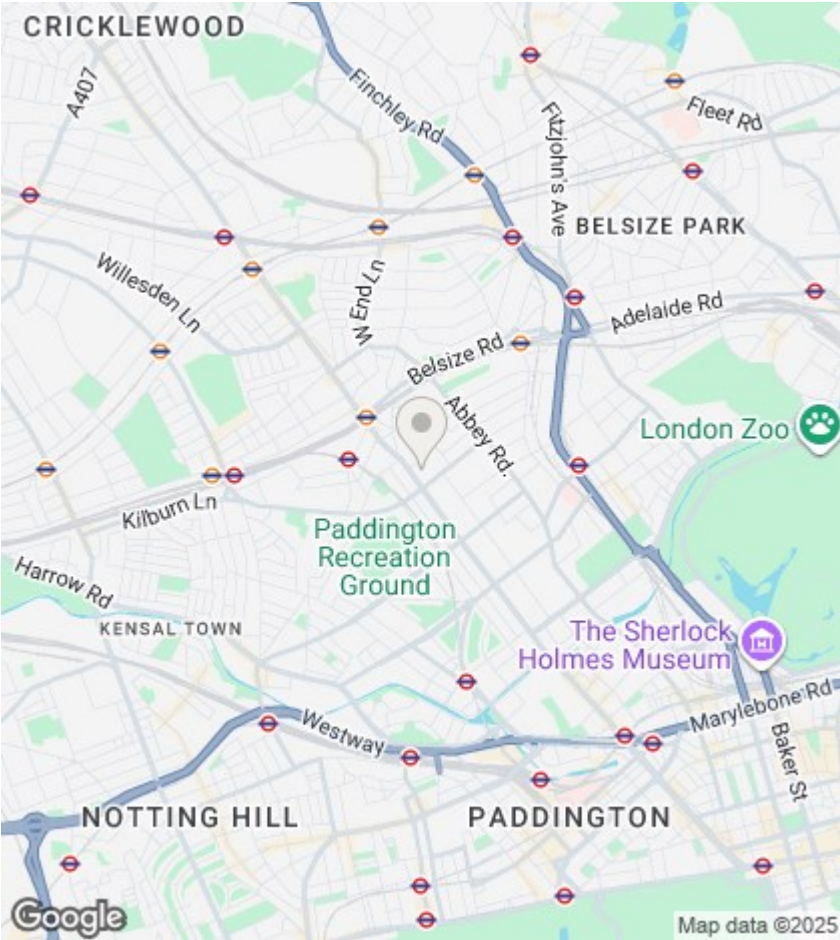 CRICKLEWOOD
A407
Finchley Rd
Fitzjohn's Ave
Fleet Rd
BELSIZE PARK
Willesden Ln
W End Ln
Adelaide Rd
Belsize Rd
Abbey Rd.
London Zoo
Kilburn Ln
Paddington
Recreation
Ground
Harrow Rd
KENSAL TOWN
The Sherlock
Holmes Museum
Westway
Marylebone Rd
Baker St
NOTTING HILL
PADDINGTON
Google
Map data ©2025